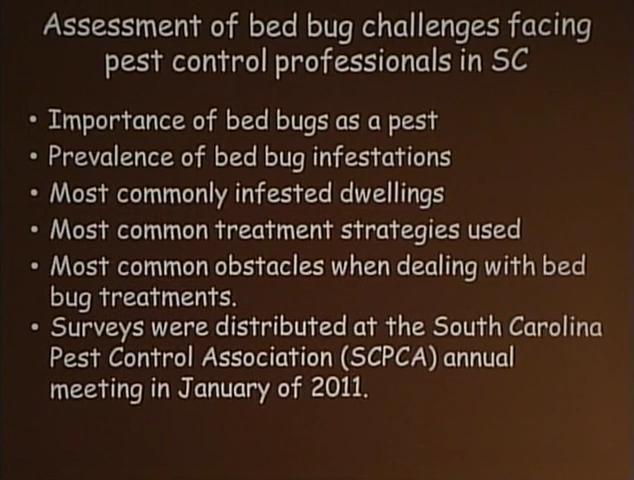 Assessment of bed bug challenges facing
pest control professionals in SC
• Importance of bed bugs as a pest
• Prevalence of bed bug infestations
• Most commonly infested dwellings
• Most common treatment strategies used
• Most common obstacles when dealing with bed
bug treatments.
• Surveys were distributed at the South Carolina
Pest Control Association (SCPCA) annual
meeting in January of 2011.